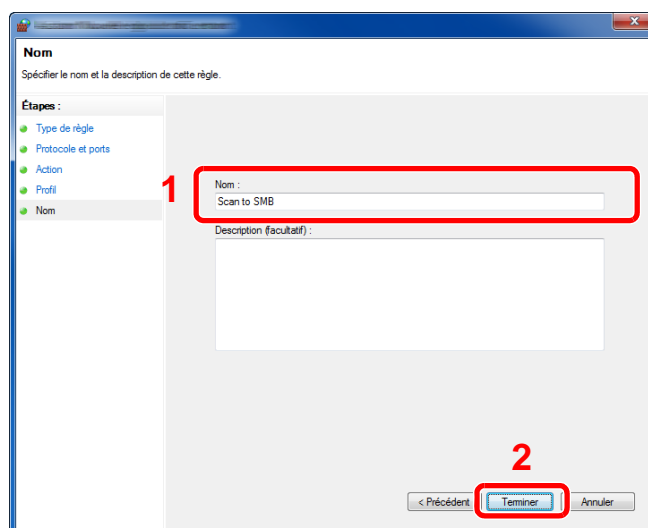 Nom
Spécifier le nom et la description de cette règle.
Étapes :
Type de règle
Protocole et ports
Action
Profil
Nom
1
Nom :
Scan to SMB
Description (facultatif) :
2
< Précédent
Terminer
Annuler